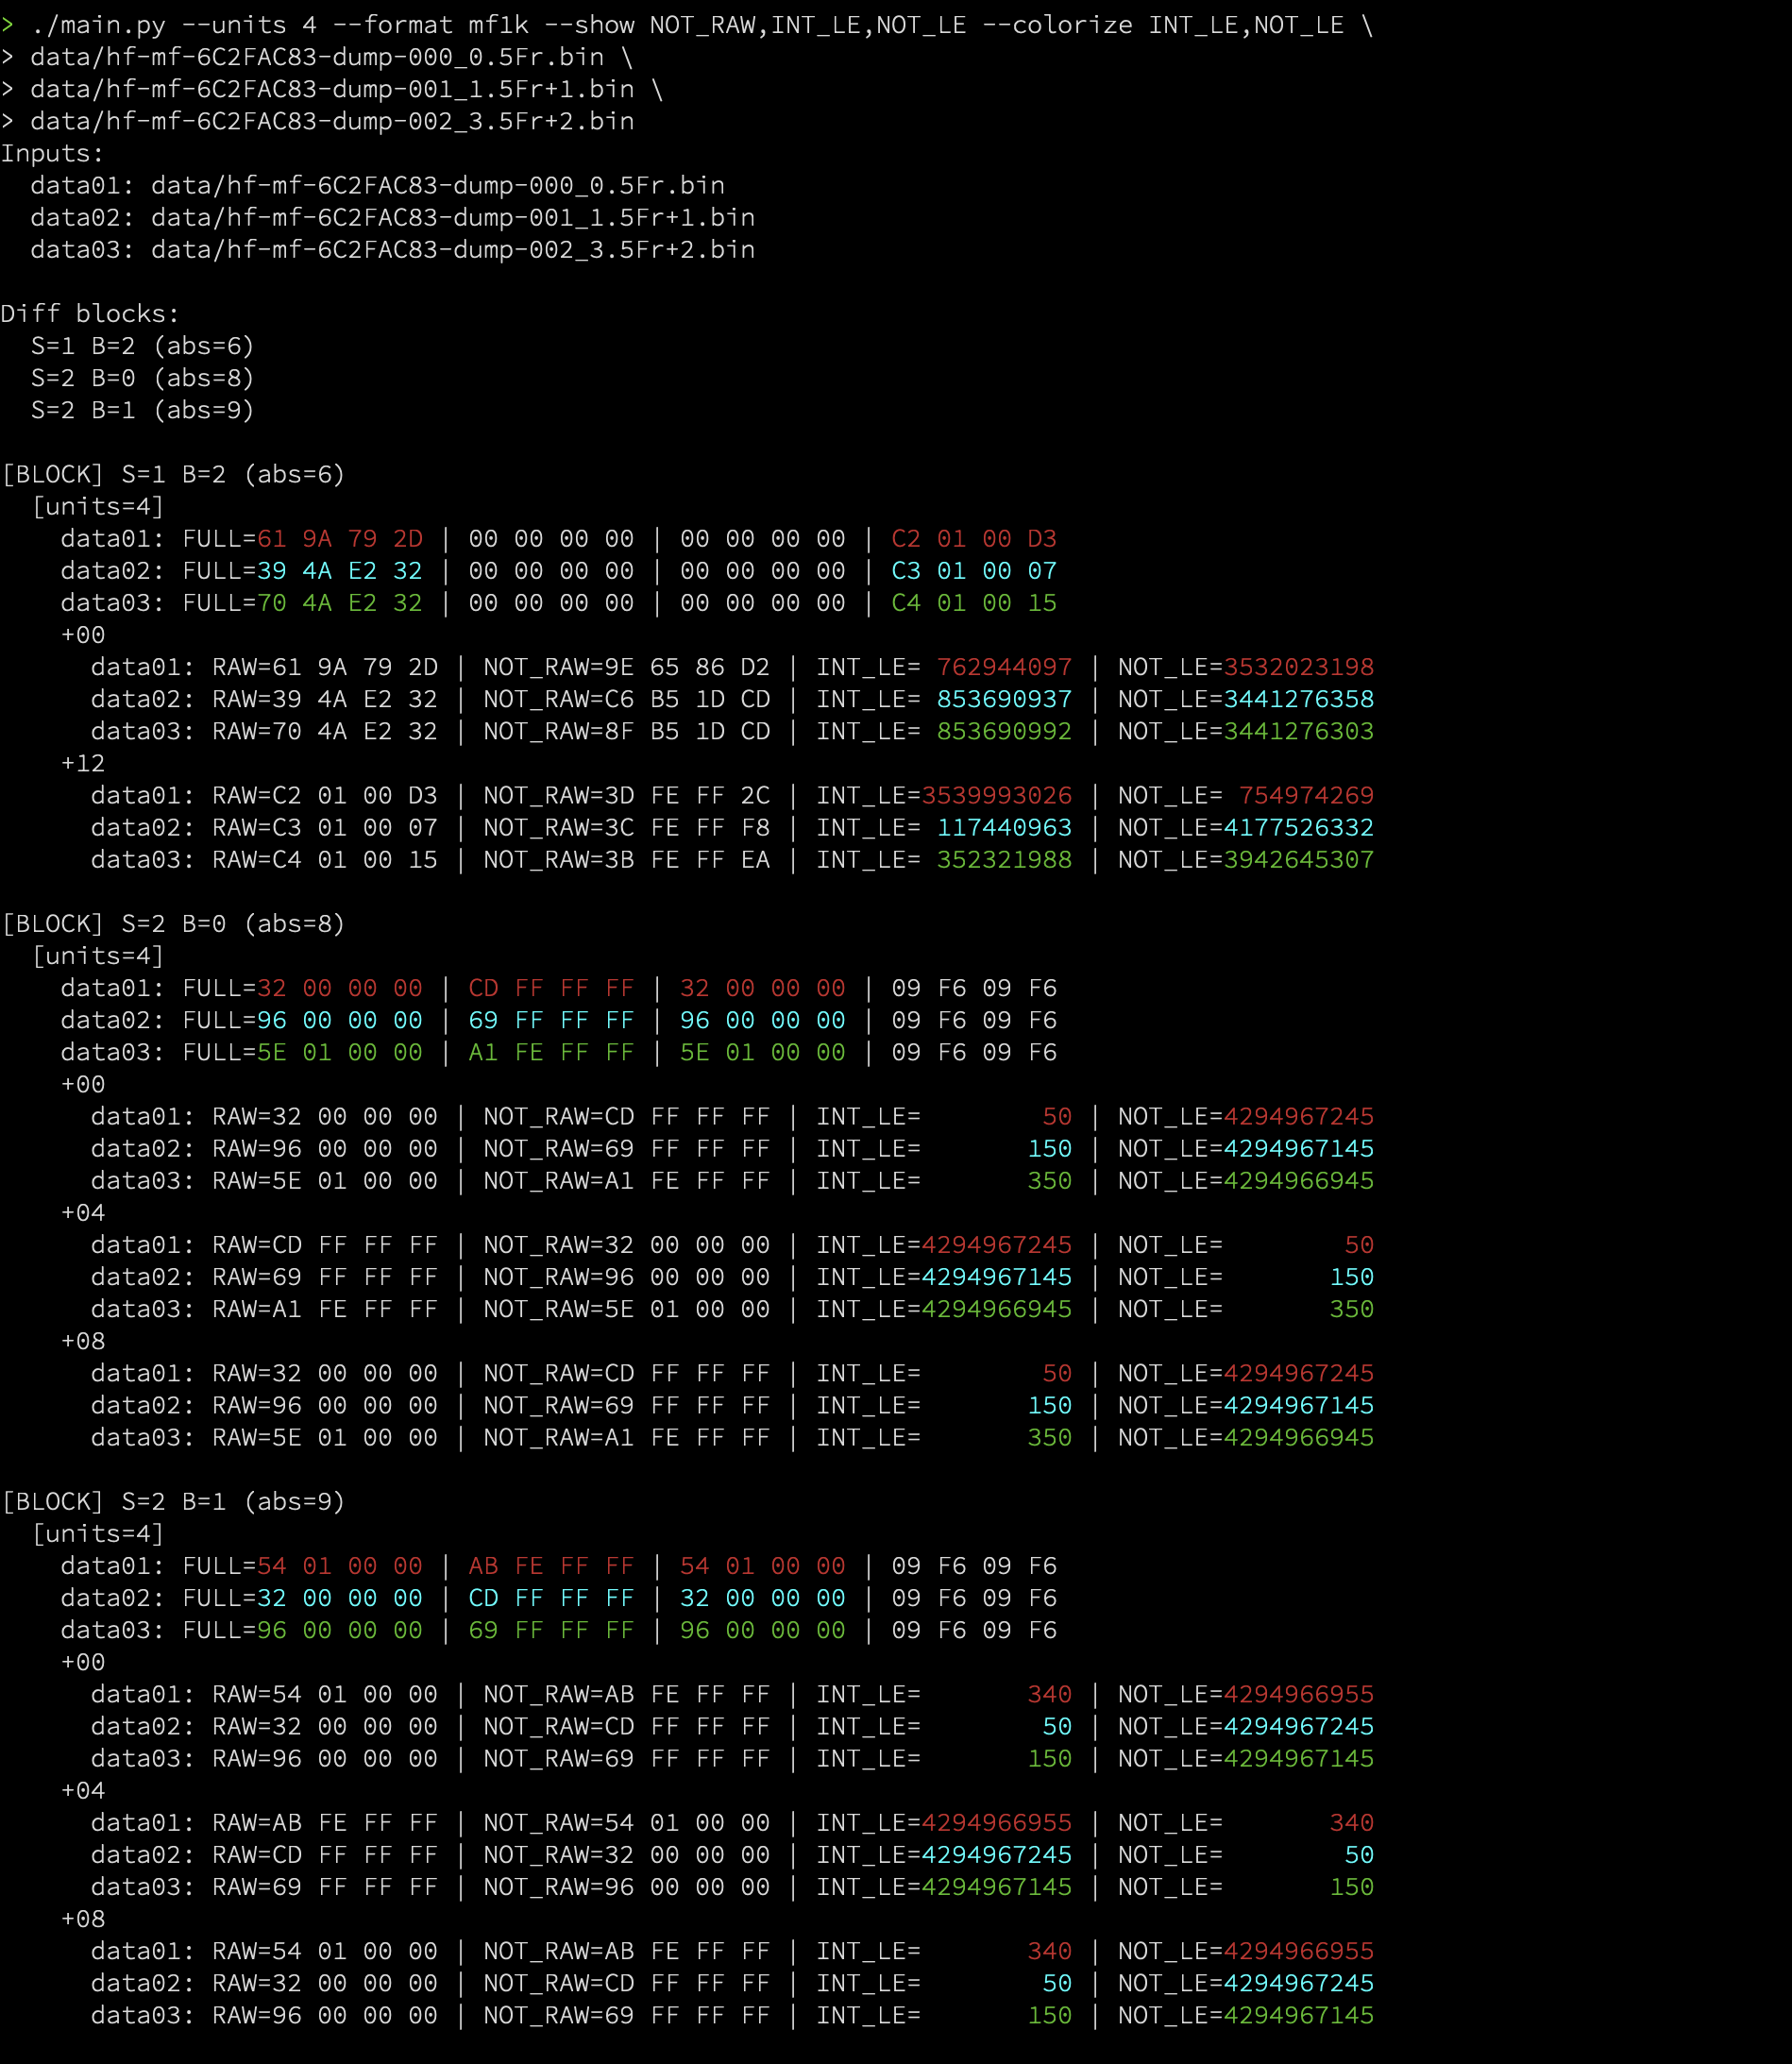 > ./main.py --units 4 --format mf1k --show NOT_RAW,INT_LE,NOT_LE --colorize INT_LE,NOT_LE \
> data/hf-mf-6C2FAC83-dump-000_0.5Fr.bin \
> data/hf-mf-6C2FAC83-dump-001_1.5Fr+1.bin \
> data/hf-mf-6C2FAC83-dump-002_3.5Fr+2.bin
Inputs:
  data01: data/hf-mf-6C2FAC83-dump-000_0.5Fr.bin
  data02: data/hf-mf-6C2FAC83-dump-001_1.5Fr+1.bin
  data03: data/hf-mf-6C2FAC83-dump-002_3.5Fr+2.bin

Diff blocks:
  S=1 B=2 (abs=6)
  S=2 B=0 (abs=8)
  S=2 B=1 (abs=9)

[BLOCK] S=1 B=2 (abs=6)
  [units=4]
    data01: FULL=61 9A 79 2D | 00 00 00 00 | 00 00 00 00 | C2 01 00 D3
    data02: FULL=39 4A E2 32 | 00 00 00 00 | 00 00 00 00 | C3 01 00 07
    data03: FULL=70 4A E2 32 | 00 00 00 00 | 00 00 00 00 | C4 01 00 15
    +00
      data01: RAW=61 9A 79 2D | NOT_RAW=9E 65 86 D2 | INT_LE= 762944097 | NOT_LE=3532023198
      data02: RAW=39 4A E2 32 | NOT_RAW=C6 B5 1D CD | INT_LE= 853690937 | NOT_LE=3441276358
      data03: RAW=70 4A E2 32 | NOT_RAW=8F B5 1D CD | INT_LE= 853690992 | NOT_LE=3441276303
    +12
      data01: RAW=C2 01 00 D3 | NOT_RAW=3D FE FF 2C | INT_LE=3539993026 | NOT_LE= 754974269
      data02: RAW=C3 01 00 07 | NOT_RAW=3C FE FF F8 | INT_LE= 117440963 | NOT_LE=4177526332
      data03: RAW=C4 01 00 15 | NOT_RAW=3B FE FF EA | INT_LE= 352321988 | NOT_LE=3942645307

[BLOCK] S=2 B=0 (abs=8)
  [units=4]
    data01: FULL=32 00 00 00 | CD FF FF FF | 32 00 00 00 | 09 F6 09 F6
    data02: FULL=96 00 00 00 | 69 FF FF FF | 96 00 00 00 | 09 F6 09 F6
    data03: FULL=5E 01 00 00 | A1 FE FF FF | 5E 01 00 00 | 09 F6 09 F6
    +00
      data01: RAW=32 00 00 00 | NOT_RAW=CD FF FF FF | INT_LE=        50 | NOT_LE=4294967245
      data02: RAW=96 00 00 00 | NOT_RAW=69 FF FF FF | INT_LE=       150 | NOT_LE=4294967145
      data03: RAW=5E 01 00 00 | NOT_RAW=A1 FE FF FF | INT_LE=       350 | NOT_LE=4294966945
    +04
      data01: RAW=CD FF FF FF | NOT_RAW=32 00 00 00 | INT_LE=4294967245 | NOT_LE=        50
      data02: RAW=69 FF FF FF | NOT_RAW=96 00 00 00 | INT_LE=4294967145 | NOT_LE=       150
      data03: RAW=A1 FE FF FF | NOT_RAW=5E 01 00 00 | INT_LE=4294966945 | NOT_LE=       350
    +08
      data01: RAW=32 00 00 00 | NOT_RAW=CD FF FF FF | INT_LE=        50 | NOT_LE=4294967245
      data02: RAW=96 00 00 00 | NOT_RAW=69 FF FF FF | INT_LE=       150 | NOT_LE=4294967145
      data03: RAW=5E 01 00 00 | NOT_RAW=A1 FE FF FF | INT_LE=       350 | NOT_LE=4294966945

[BLOCK] S=2 B=1 (abs=9)
  [units=4]
    data01: FULL=54 01 00 00 | AB FE FF FF | 54 01 00 00 | 09 F6 09 F6
    data02: FULL=32 00 00 00 | CD FF FF FF | 32 00 00 00 | 09 F6 09 F6
    data03: FULL=96 00 00 00 | 69 FF FF FF | 96 00 00 00 | 09 F6 09 F6
    +00
      data01: RAW=54 01 00 00 | NOT_RAW=AB FE FF FF | INT_LE=       340 | NOT_LE=4294966955
      data02: RAW=32 00 00 00 | NOT_RAW=CD FF FF FF | INT_LE=        50 | NOT_LE=4294967245
      data03: RAW=96 00 00 00 | NOT_RAW=69 FF FF FF | INT_LE=       150 | NOT_LE=4294967145
    +04
      data01: RAW=AB FE FF FF | NOT_RAW=54 01 00 00 | INT_LE=4294966955 | NOT_LE=       340
      data02: RAW=CD FF FF FF | NOT_RAW=32 00 00 00 | INT_LE=4294967245 | NOT_LE=        50
      data03: RAW=69 FF FF FF | NOT_RAW=96 00 00 00 | INT_LE=4294967145 | NOT_LE=       150
    +08
      data01: RAW=54 01 00 00 | NOT_RAW=AB FE FF FF | INT_LE=       340 | NOT_LE=4294966955
      data02: RAW=32 00 00 00 | NOT_RAW=CD FF FF FF | INT_LE=        50 | NOT_LE=4294967245
      data03: RAW=96 00 00 00 | NOT_RAW=69 FF FF FF | INT_LE=       150 | NOT_LE=4294967145